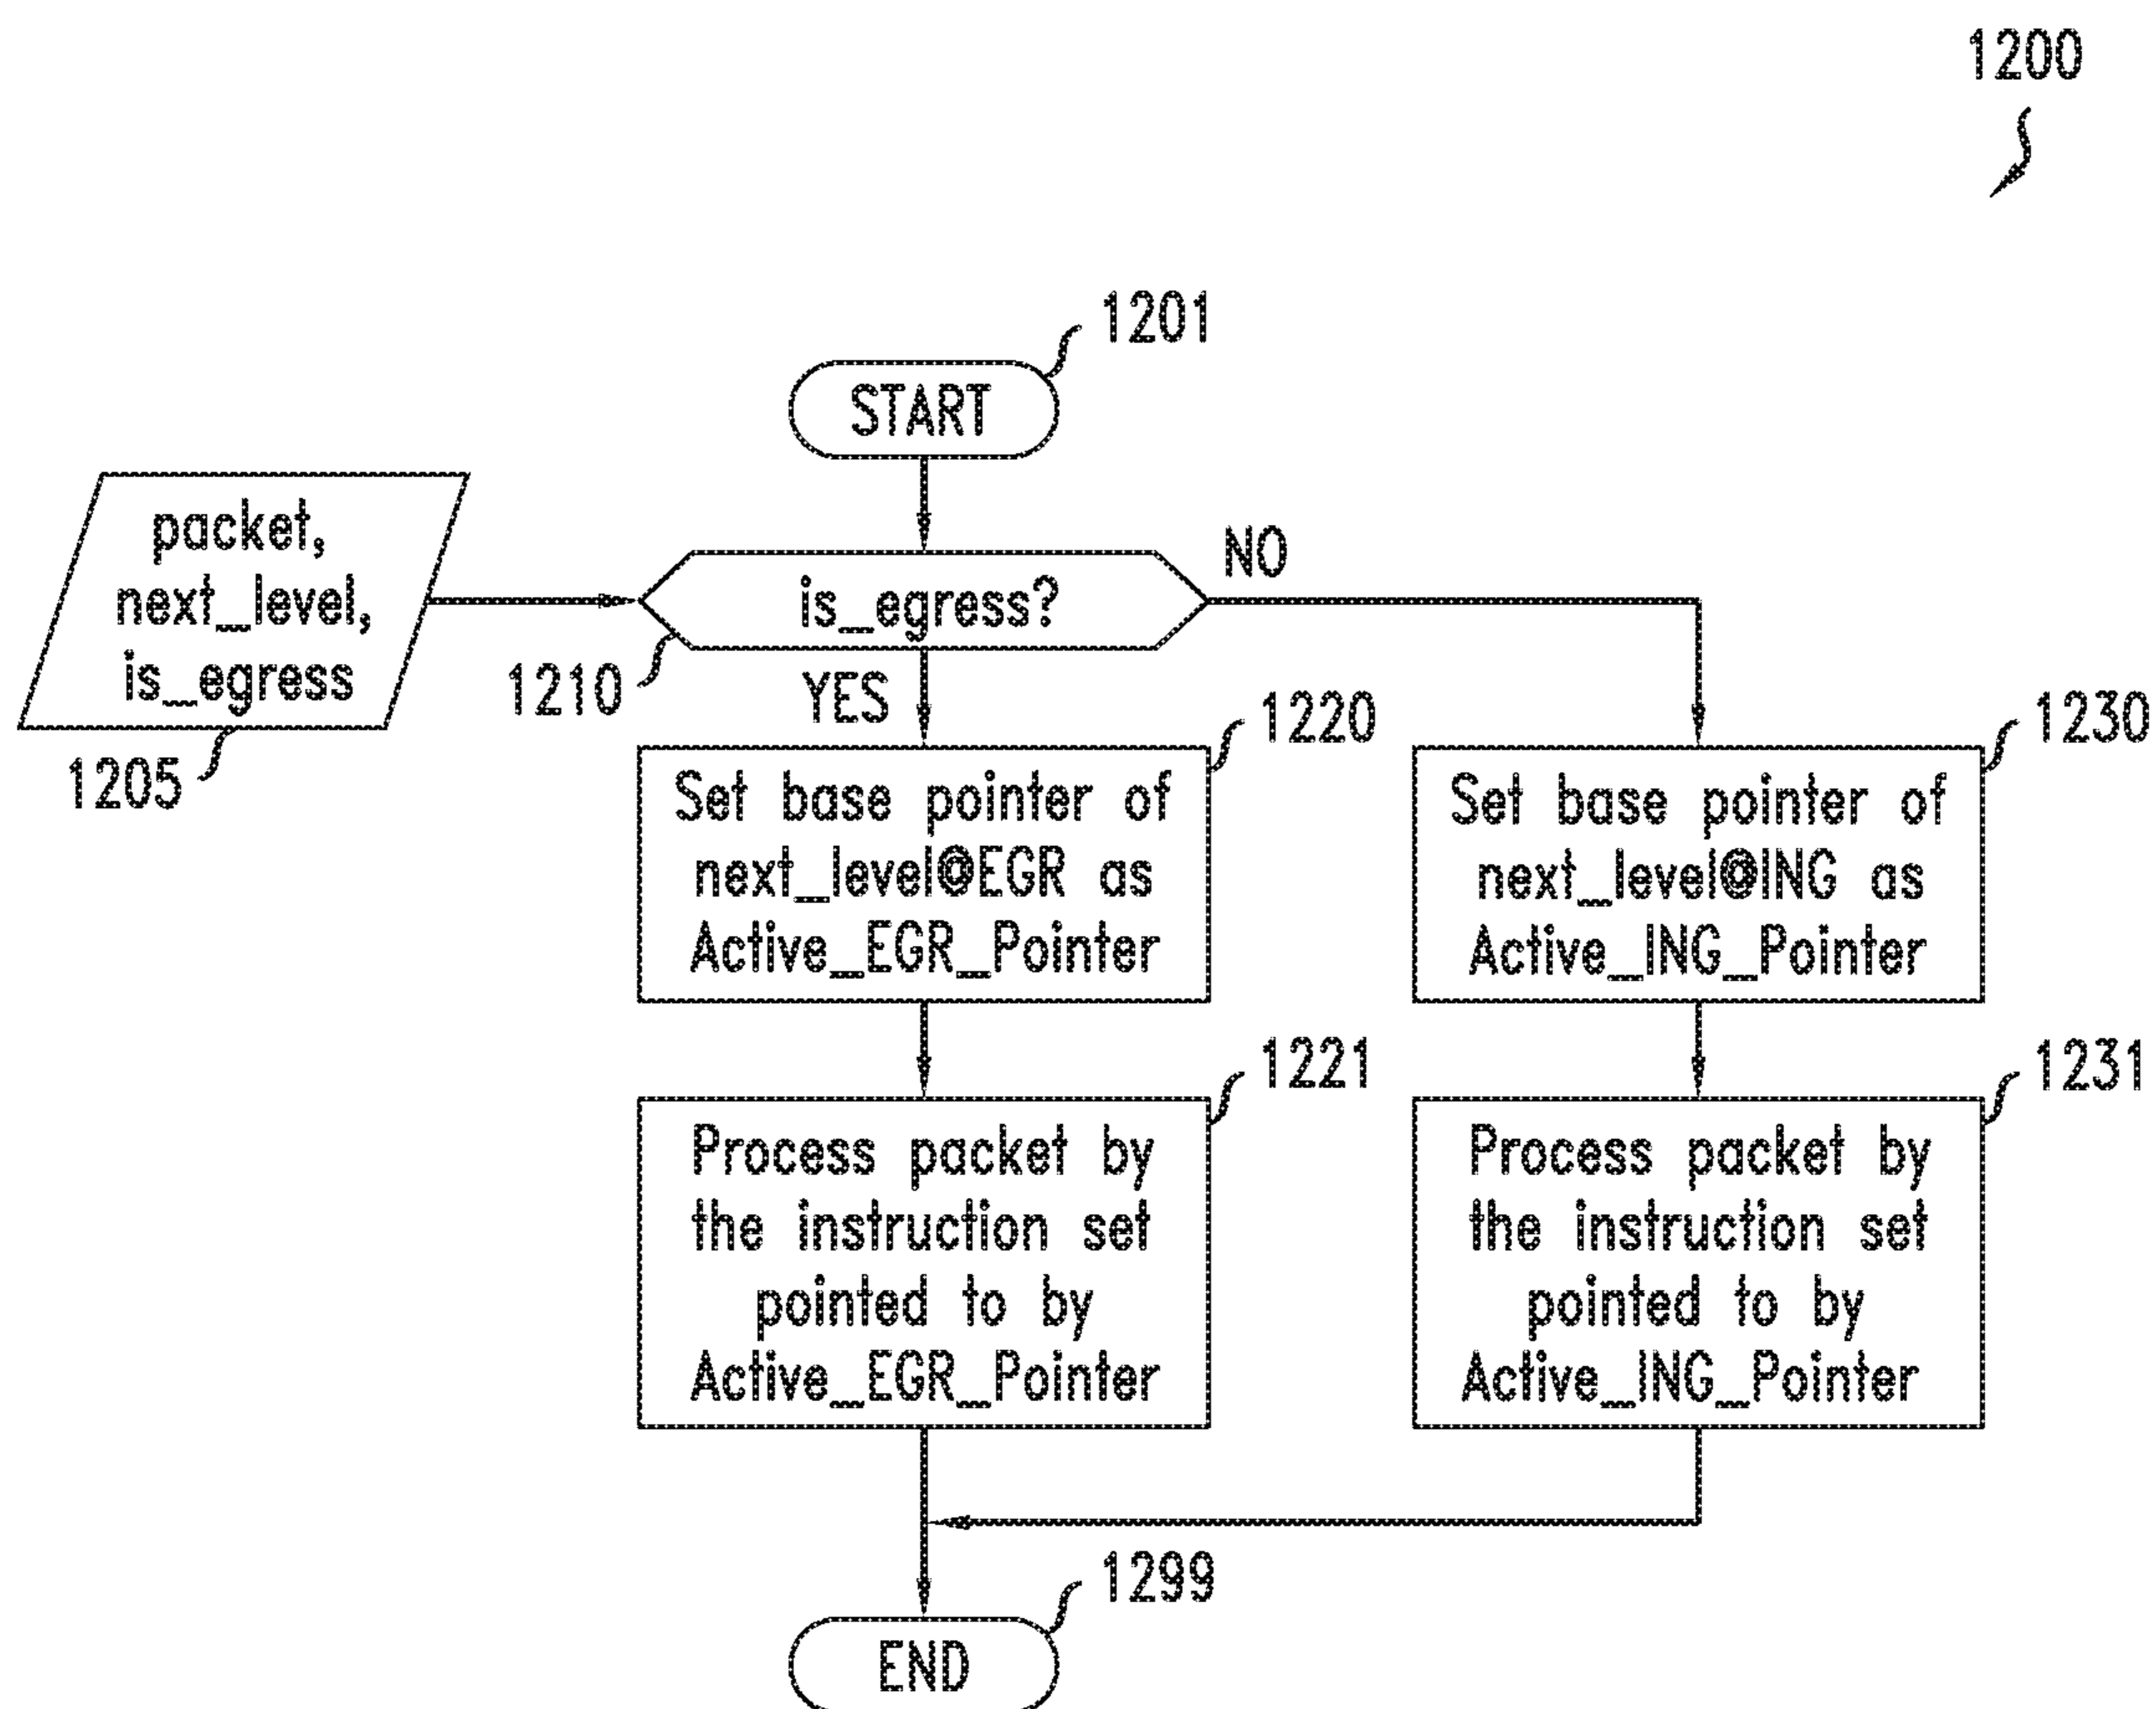 1200
1201
START
packet,
next_level,
is_egress
1205
is_egress?
NO
1210
YES
1220
Set base pointer of
next_level@EGR as
Active_EGR_Pointer
1230
Set base pointer of
next_level@ING as
Active_ING_Pointer
1221
Process packet by
the instruction set
pointed to by
Active_EGR_Pointer
1231
Process packet by
the instruction set
pointed to by
Active_ING_Pointer
1299
END